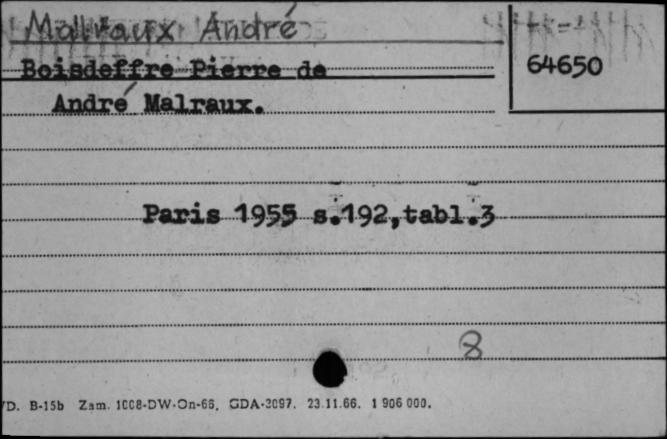 Malraux André
64650
Boisdeffre Pierre de
André Malraux.
Paris 1955 s.192,tabl.3
8
D. B-15b Zam. 1008-DW-On-66. GDA-3097. 23.11.66. 1 906 000.